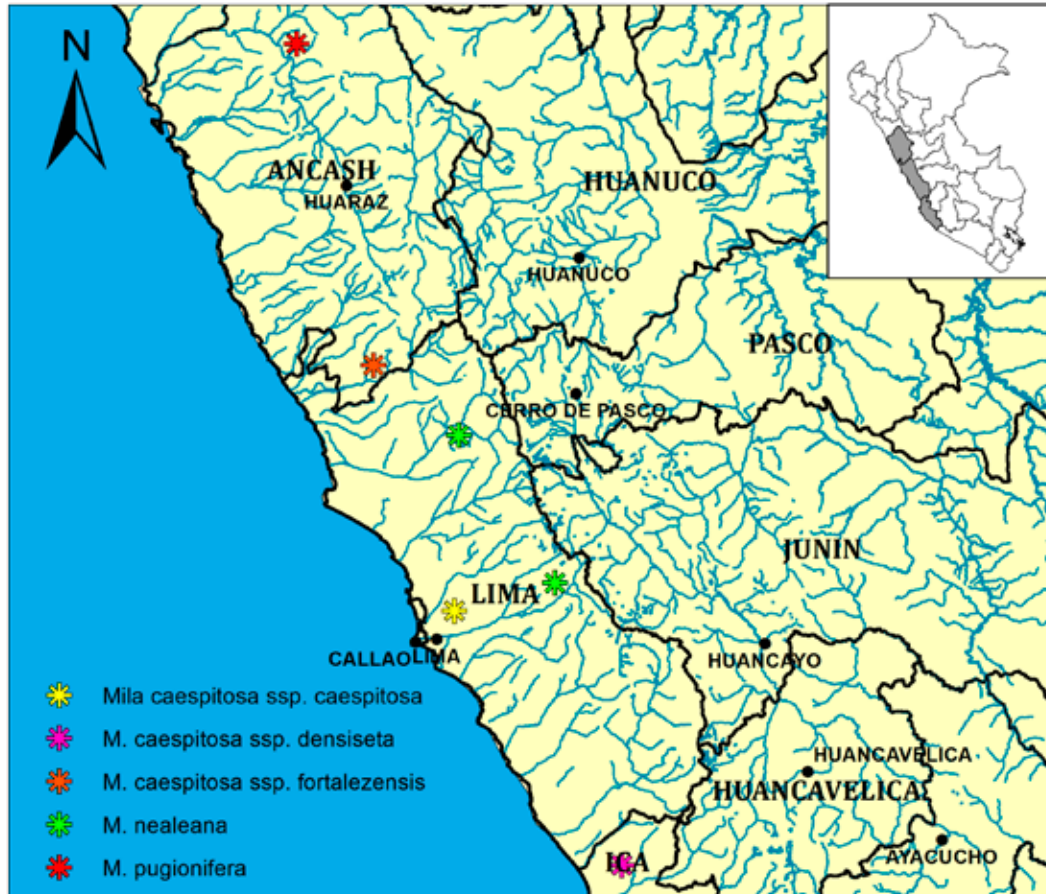 N
ANCASH
HUARAZ
HUANUCO
HUANUCO
PASCO
CERRO DE PASCO
JUNIN
LIMA
CALLAO
LIMA
HUANCAYO
HUANCAVELICA
HUANCAVELICA
ICA
AYACUCHO
Mila caespitosa ssp. caespitosa
M. caespitosa ssp. densiseta
M. caespitosa ssp. fortalezensis
M. nealeana
M. pugionifera